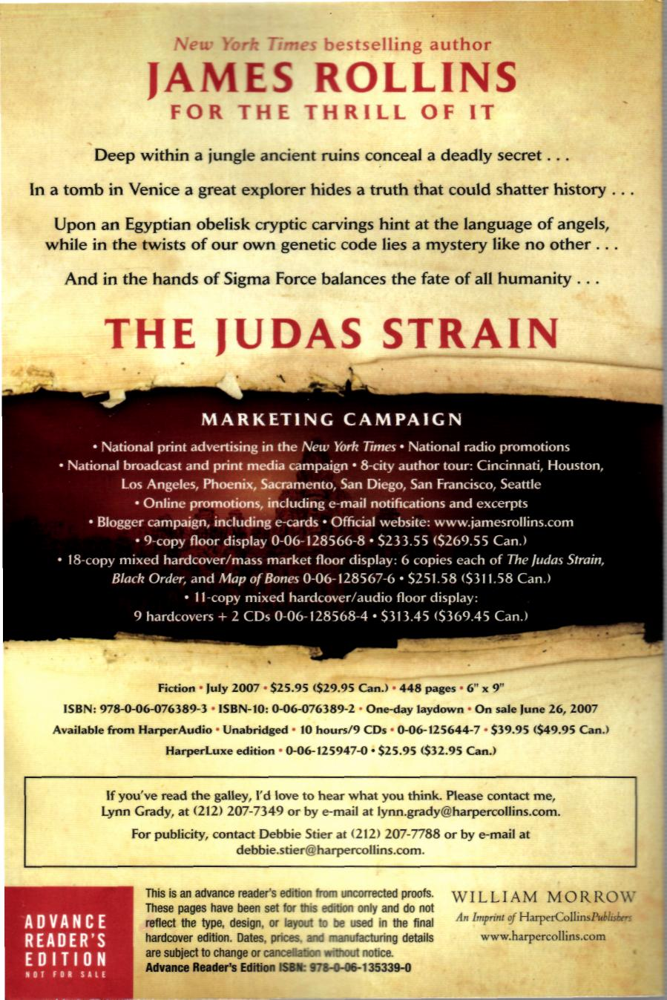 New York Times bestselling author
JAMES ROLLINS
FOR THE THRILL OF IT
Deep within a jungle ancient ruins conceal a deadly secret . . .
In a tomb in Venice a great explorer hides a truth that could shatter history . . .
Upon an Egyptian obelisk cryptic carvings hint at the language of angels,
while in the twists of our own genetic code lies a mystery like no other . . .
And in the hands of Sigma Force balances the fate of all humanity . . .
THE JUDAS STRAIN
MARKETING CAMPAIGN
• National print advertising in the New York Times • National radio promotions
• National broadcast and print media campaign • 8-city author tour: Cincinnati, Houston,
Los Angeles, Phoenix, Sacramento, San Diego, San Francisco, Seattle
• Online promotions, including e-mail notifications and excerpts
• Blogger campaign, including e-cards • Official website: www.jamesrollins.com
• 9-copy floor display 0-06-128566-8 • $233.55 ($269.55 Can.)
• 18-copy mixed hardcover/mass market floor display: 6 copies each of The Judas Strain,
Black Order, and Map of Bones 0-06-128567-6 • $251.58 ($311.58 Can.)
• 11-copy mixed hardcover/audio floor display:
9 hardcovers + 2 CDs 0-06-128568-4 • $313.45 ($369.45 Can.)
Fiction • July 2007 • $25.95 ($29.95 Can.) • 448 pages • 6" x 9"
ISBN: 978-0-06-076389-3 • ISBN-10: 0-06-076389-2 • One-day laydown • On sale June 26, 2007
Available from HarperAudio • Unabridged • 10 hours/9 CDs • 0-06-125644-7 • $39.95 ($49.95 Can.)
HarperLuxe edition • 0-06-125947-0 • $25.95 ($32.95 Can.)
If you've read the galley, I'd love to hear what you think. Please contact me,
Lynn Grady, at (212) 207-7349 or by e-mail at lynn.grady@harpercollins.com.
For publicity, contact Debbie Stier at (212) 207-7788 or by e-mail at
debbie.stier@harpercollins.com.
ADVANCE
READER'S
EDITION
NOT FOR SALE
This is an advance reader's edition from uncorrected proofs.
These pages have been set for this edition only and do not
reflect the type, design, or layout to be used in the final
hardcover edition. Dates, prices, and manufacturing details
are subject to change or cancellation without notice.
Advance Reader's Edition ISBN: 978-0-06-135339-0
WILLIAM MORROW
An Imprint of HarperCollinsPublishers
www.harpercollins.com